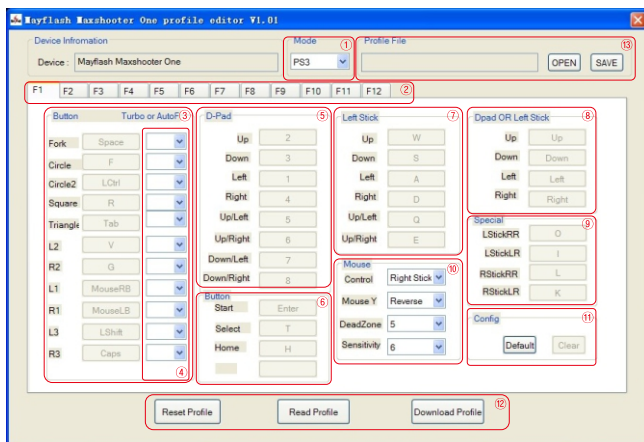 Mayflash Maxshooter One profile editor V1.01
Device Infromation
Device : Mayflash Maxshooter One
Mode ①
PS3
Profile File ⑬
OPEN SAVE
F1 F2 F3 F4 F5 F6 F7 F8 F9 F10 F11 F12 ②
Button Turbo or AutoF ③
Fork Space
Circle F
Circle2 LCtrl
Square R
Triangle Tab
L2 V
R2 G
L1 MouseRB
R1 MouseLB
L3 LShift
R3 Caps
④
D-Pad ⑤
Up 2
Down 3
Left 1
Right 4
Up/Left 5
Up/Right 6
Down/Left 7
Down/Right 8
Button ⑥
Start Enter
Select T
Home H
Left Stick ⑦
Up W
Down S
Left A
Right D
Up/Left Q
Up/Right E
Mouse ⑩
Control Right Stick
Mouse Y Reverse
DeadZone 5
Sensitivity 6
Dpad OR Left Stick ⑧
Up Up
Down Down
Left Left
Right Right
Special ⑨
LStickRR O
LStickLR I
RStickRR L
RStickLR K
Config ⑪
Default Clear
⑫
Reset Profile Read Profile Download Profile